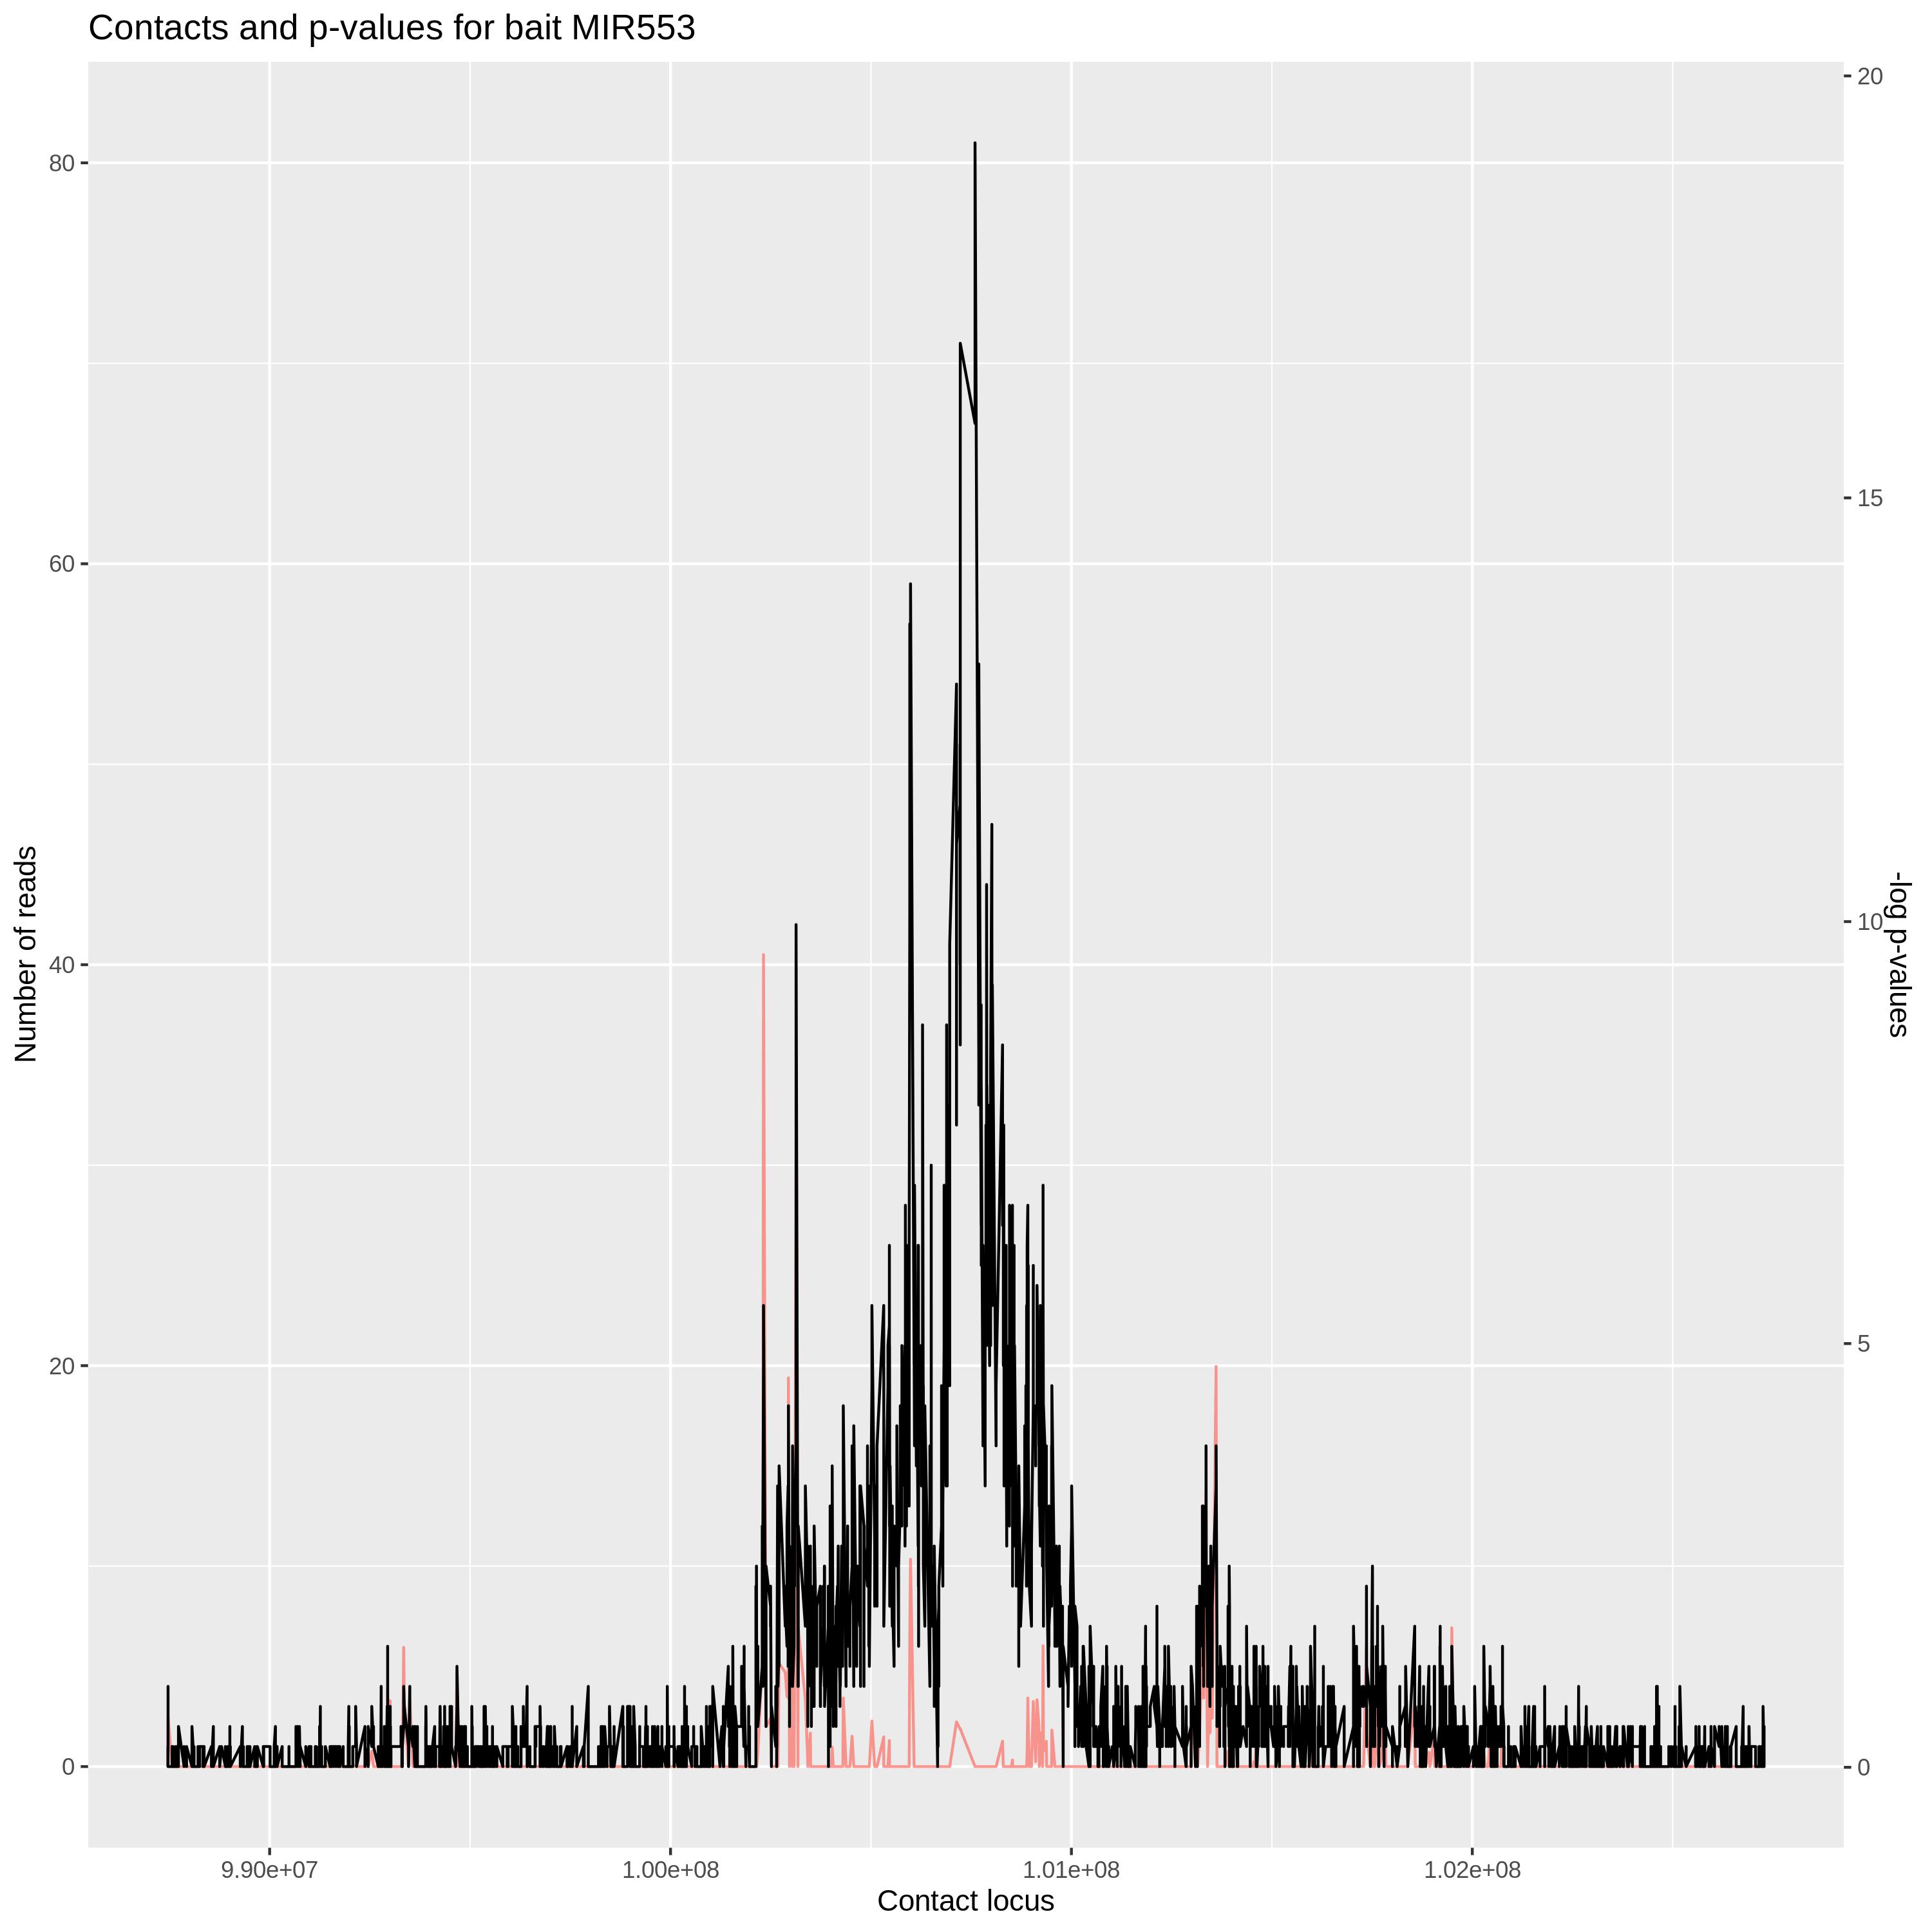 Contacts and p-values for bait MIR553
80
60
40
20
0
Number of reads
20
15
10
5
0
-log p-values
9.90e+07
1.00e+08
1.01e+08
1.02e+08
Contact locus